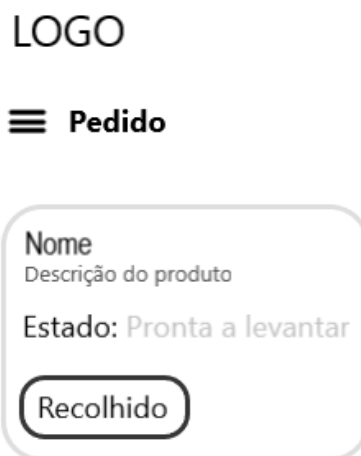 LOGO
Pedido
Nome
Descrição do produto
Estado: Pronta a levantar
Recolhido